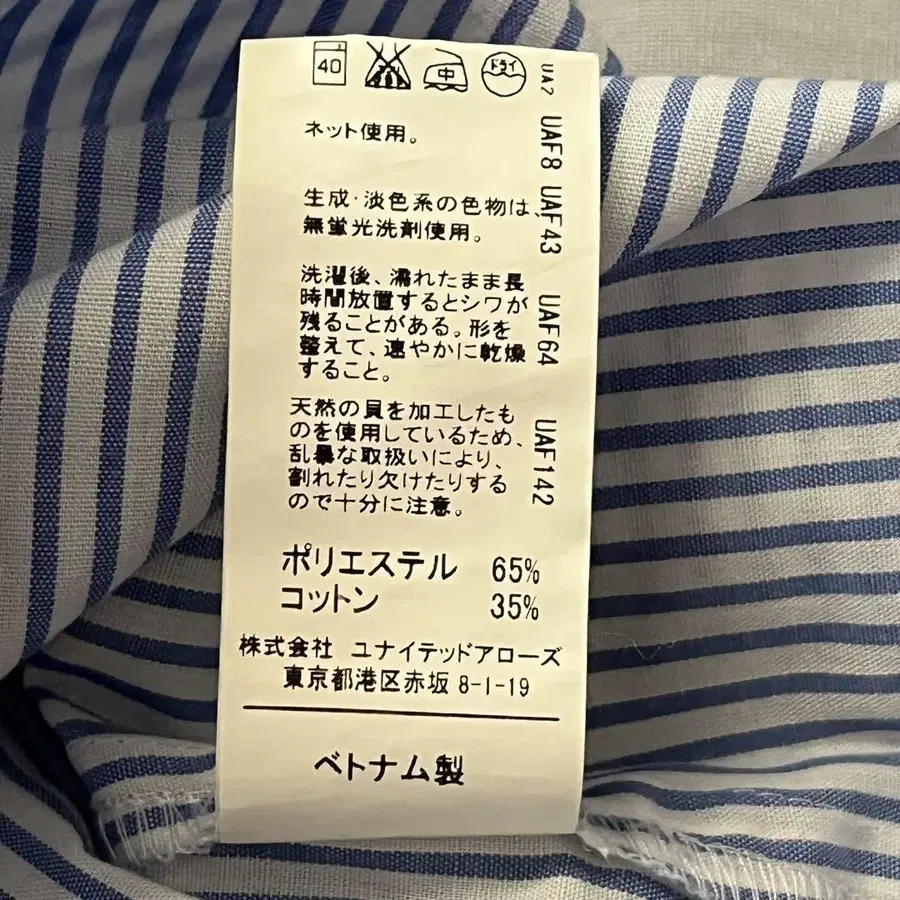 40 中 ドライ
ネット使用。
生成・淡色系の色物は、
無蛍光洗剤使用。
洗濯後、濡れたまま長
時間放置するとシワが
残ることがある。形を
整えて、速やかに乾燥
すること。
天然の貝を加工したも
のを使用しているため、
乱暴な取扱いにより、
割れたり欠けたりする
ので十分に注意。
ポリエステル 65%
コットン 35%
株式会社 ユナイテッドアローズ
東京都港区赤坂 8-1-19
ベトナム製
UA7 UAF8 UAF43 UAF64 UAF142